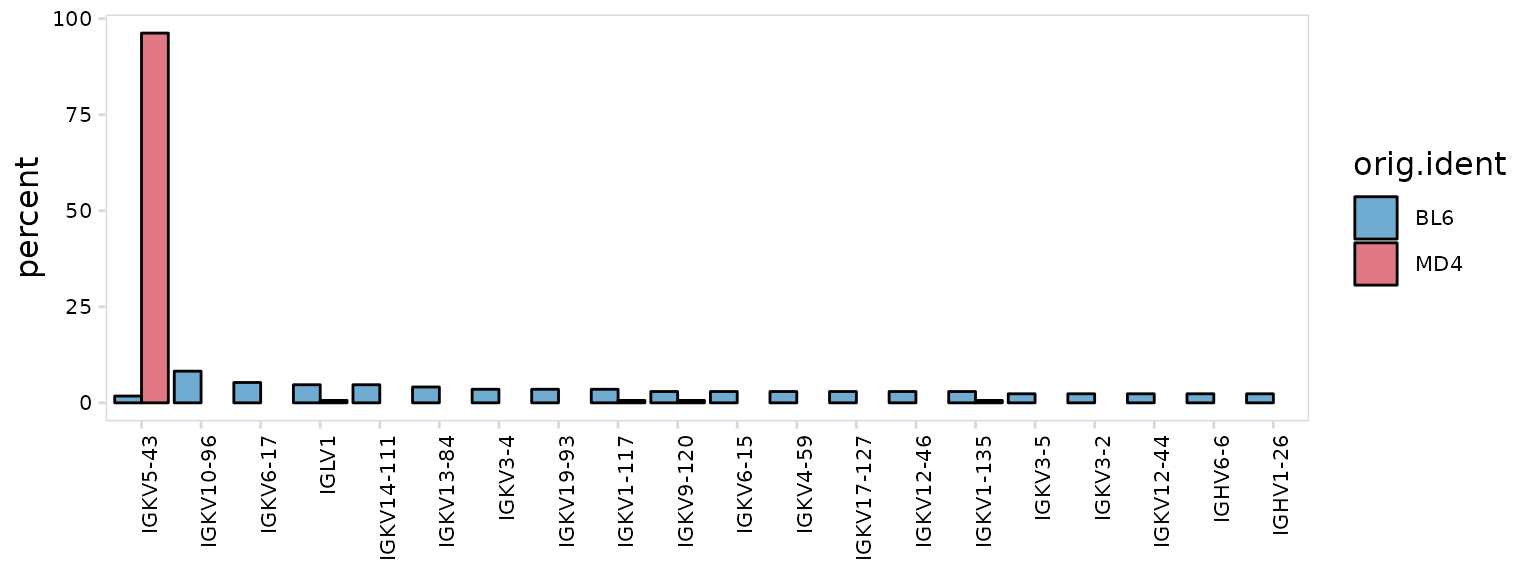 100
75
50
25
0
percent
IGKV5-43
IGKV10-96
IGKV6-17
IGLV1
IGKV14-111
IGKV13-84
IGKV3-4
IGKV19-93
IGKV1-117
IGKV9-120
IGKV6-15
IGKV4-59
IGKV17-127
IGKV12-46
IGKV1-135
IGKV3-5
IGKV3-2
IGKV12-44
IGHV6-6
IGHV1-26
orig.ident
BL6
MD4